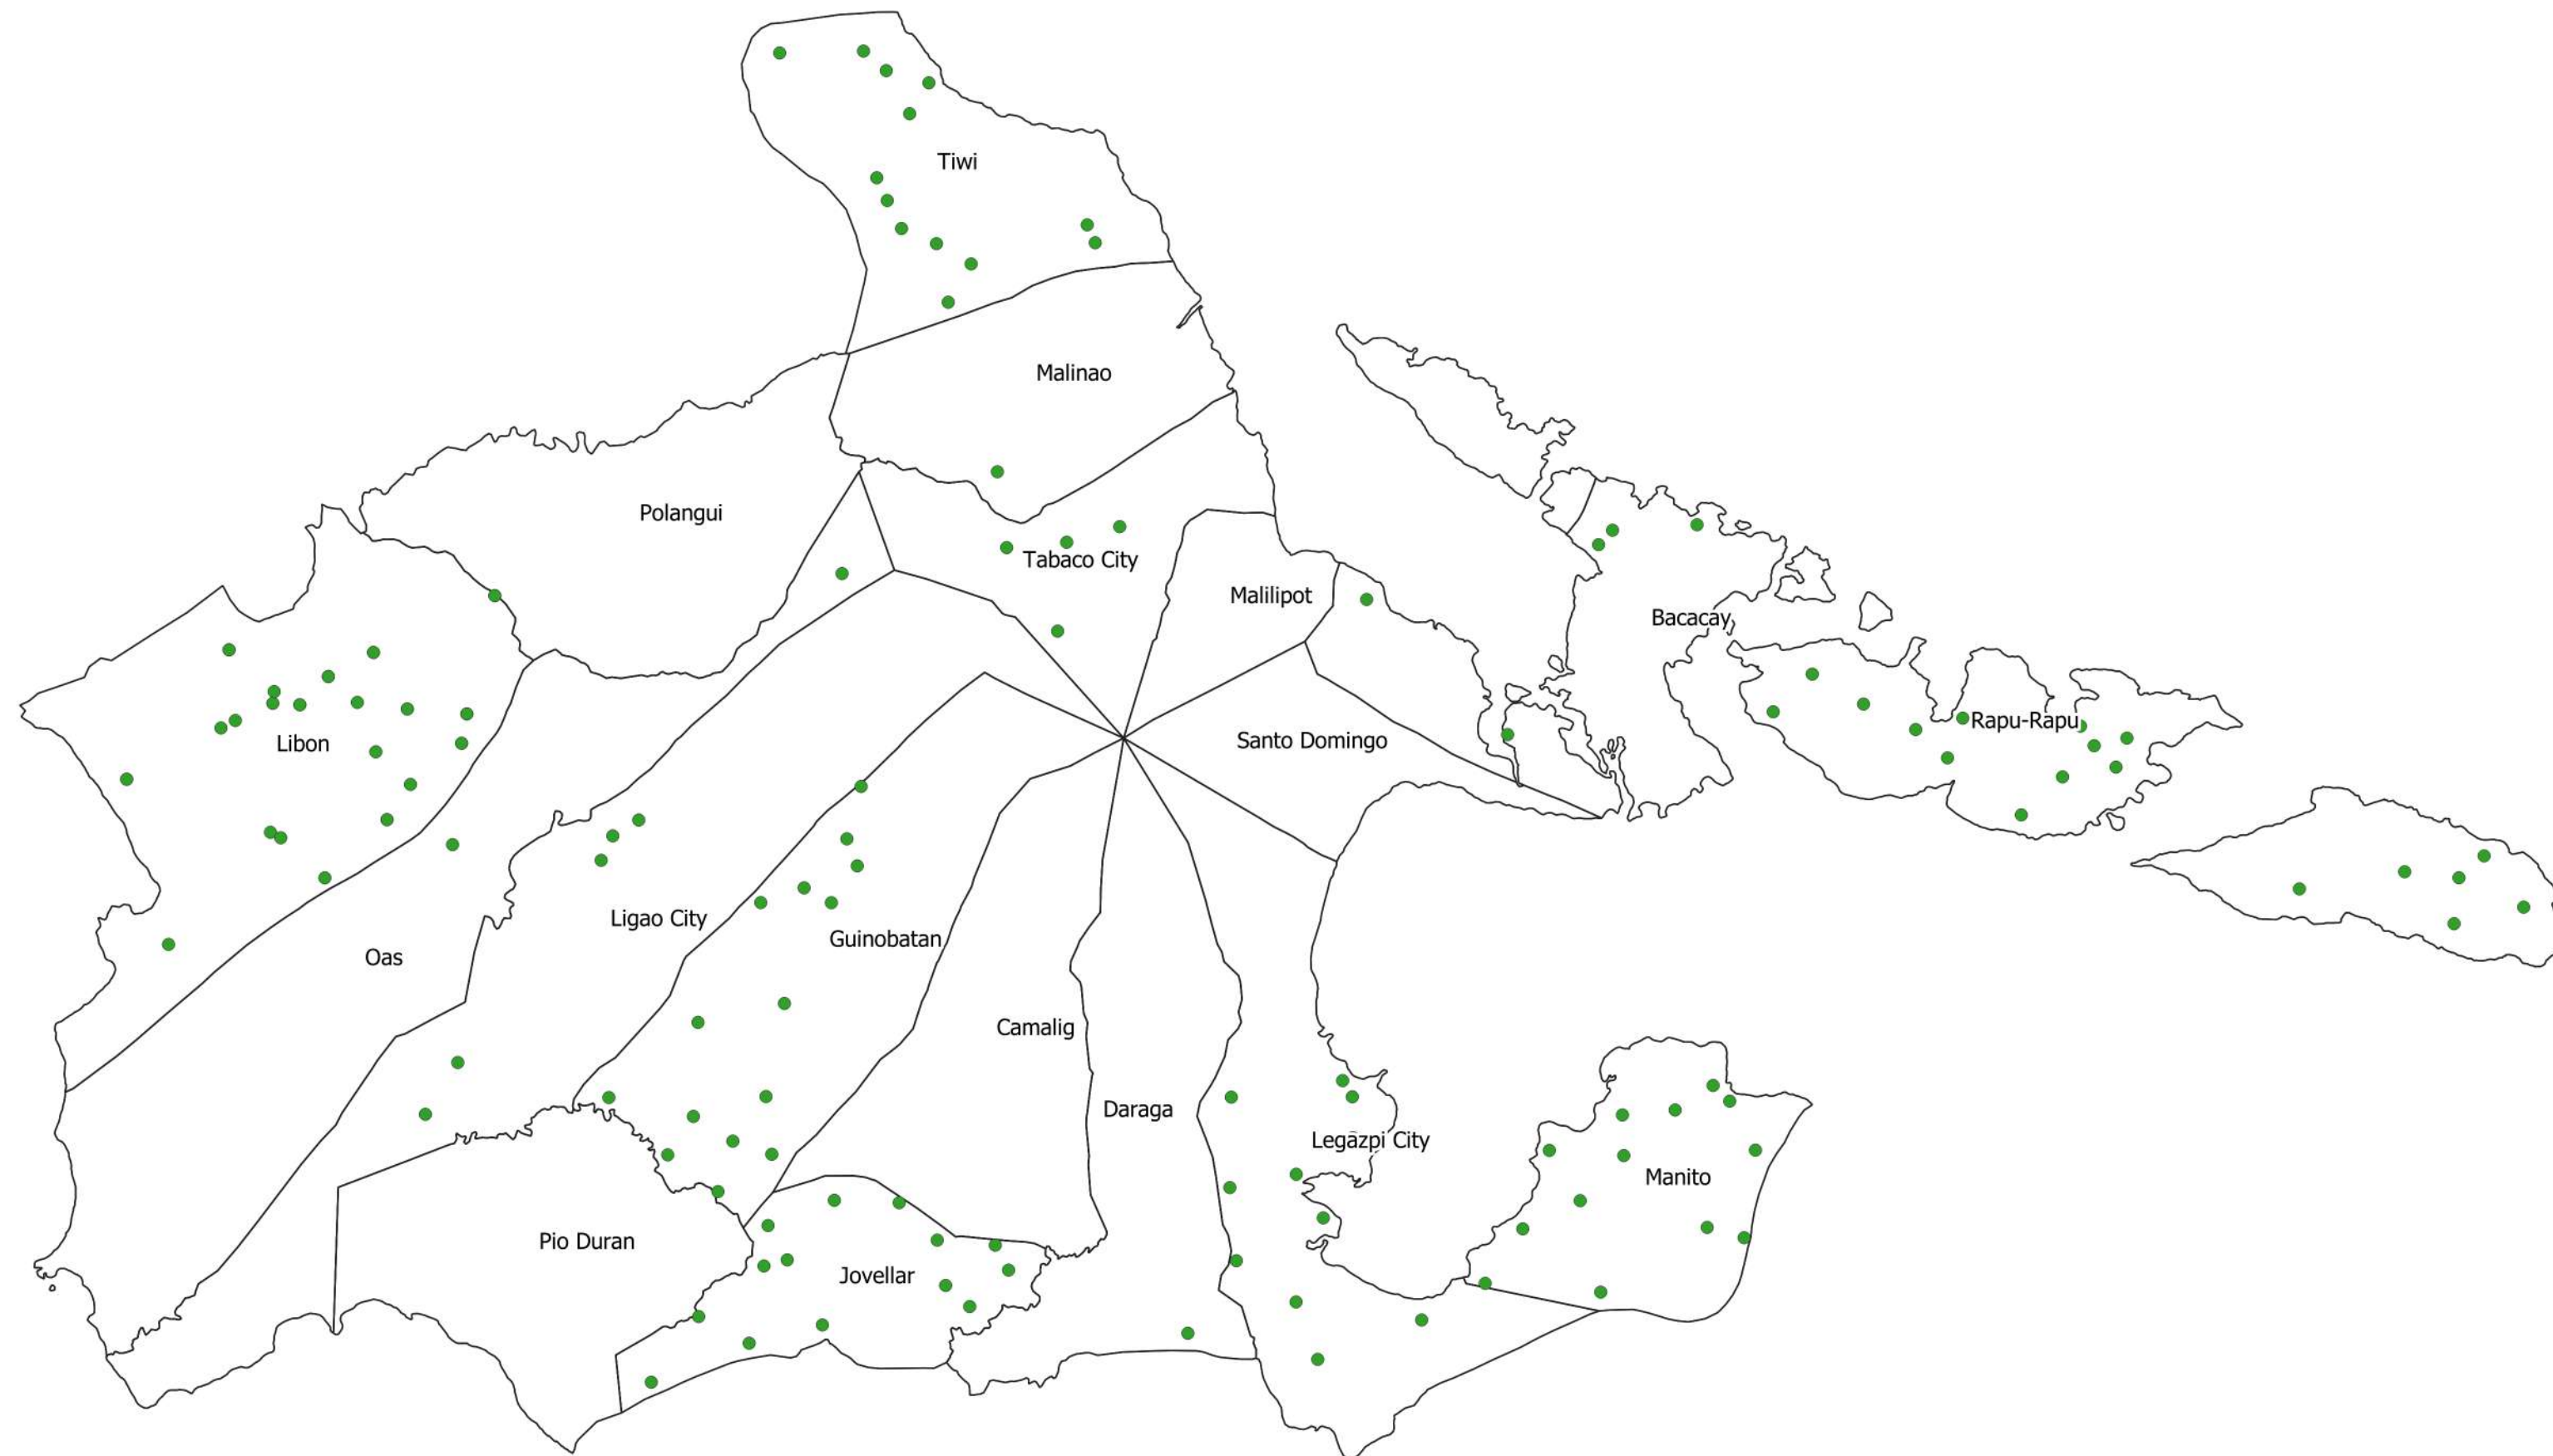 Tiwi
Malinao
Polangui
Tabaco City
Malilipot
Bacacay
Rapu-Rapu
Libon
Santo Domingo
Ligao City
Guinobatan
Oas
Camalig
Daraga
Legazpi City
Manito
Pio Duran
Jovellar